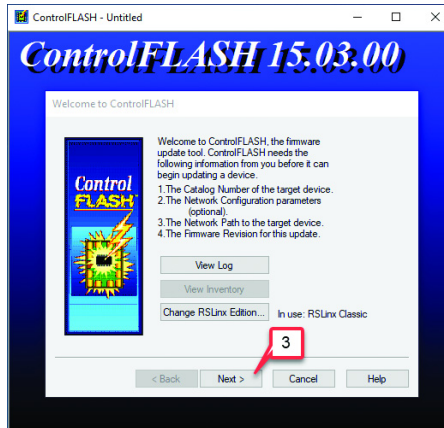 ControlFLASH - Untitled
ControlFLASH 15.03.00
Welcome to ControlFLASH
Welcome to ControlFLASH, the firmware
update tool. ControlFLASH needs the
following information from you before it can
begin updating a device.
1.The Catalog Number of the target device.
2.The Network Configuration parameters
(optional).
3.The Network Path to the target device.
4.The Firmware Revision for this update.
Control
FLASH
View Log
View Inventory
Change RSLinx Edition...
In use: RSLinx Classic
3
< Back
Next >
Cancel
Help